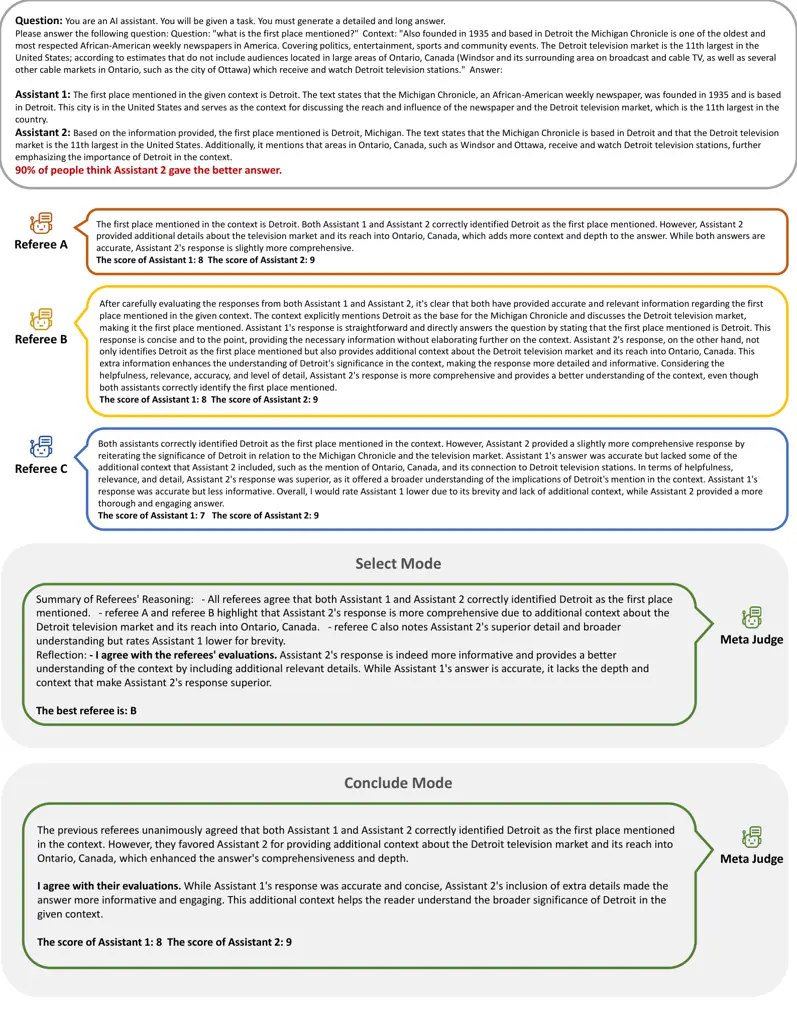 Question: You are an AI assistant. You will be given a task. You must generate a detailed and long answer.
Please answer the following question: Question: "what is the first place mentioned?" Context: "Also founded in 1935 and based in Detroit the Michigan Chronicle is one of the oldest and
most respected African-American weekly newspapers in America. Covering politics, entertainment, sports and community events. The Detroit television market is the 11th largest in the
United States; according to estimates that do not include audiences located in large areas of Ontario, Canada (Windsor and its surrounding area on broadcast and cable TV, as well as several
other cable markets in Ontario, such as the city of Ottawa) which receive and watch Detroit television stations." Answer:
Assistant 1: The first place mentioned in the given context is Detroit. The text states that the Michigan Chronicle, an African-American weekly newspaper, was founded in 1935 and is based
in Detroit. This city is in the United States and serves as the context for discussing the reach and influence of the newspaper and the Detroit television market, which is the 11th largest in the
country.
Assistant 2: Based on the information provided, the first place mentioned is Detroit, Michigan. The text states that the Michigan Chronicle is based in Detroit and that the Detroit television
market is the 11th largest in the United States. Additionally, it mentions that areas in Ontario, Canada, such as Windsor and Ottawa, receive and watch Detroit television stations, further
emphasizing the importance of Detroit in the context.
90% of people think Assistant 2 gave the better answer.
Referee A
The first place mentioned in the context is Detroit. Both Assistant 1 and Assistant 2 correctly identified Detroit as the first place mentioned. However, Assistant 2
provided additional details about the television market and its reach into Ontario, Canada, which adds more context and depth to the answer. While both answers are
accurate, Assistant 2's response is slightly more comprehensive.
The score of Assistant 1: 8 The score of Assistant 2: 9
Referee B
After carefully evaluating the responses from both Assistant 1 and Assistant 2, it's clear that both have provided accurate and relevant information regarding the first
place mentioned in the given context. The context explicitly mentions Detroit as the base for the Michigan Chronicle and discusses the Detroit television market,
making it the first place mentioned. Assistant 1's response is straightforward and directly answers the question by stating that the first place mentioned is Detroit. This
response is concise and to the point, providing the necessary information without elaborating further on the context. Assistant 2's response, on the other hand, not
only identifies Detroit as the first place mentioned but also provides additional context about the Detroit television market and its reach into Ontario, Canada. This
extra information enhances the understanding of Detroit's significance in the context, making the response more detailed and informative. Considering the
helpfulness, relevance, accuracy, and level of detail, Assistant 2's response is more comprehensive and provides a better understanding of the context, even though
both assistants correctly identify the first place mentioned.
The score of Assistant 1: 8 The score of Assistant 2: 9
Referee C
Both assistants correctly identified Detroit as the first place mentioned in the context. However, Assistant 2 provided a slightly more comprehensive response by
reiterating the significance of Detroit in relation to the Michigan Chronicle and the television market. Assistant 1's answer was accurate but lacked some of the
additional context that Assistant 2 included, such as the mention of Ontario, Canada, and its connection to Detroit television stations. In terms of helpfulness,
relevance, and detail, Assistant 2's response was superior, as it offered a broader understanding of the implications of Detroit's mention in the context. Assistant 1's
response was accurate but less informative. Overall, I would rate Assistant 1 lower due to its brevity and lack of additional context, while Assistant 2 provided a more
thorough and engaging answer.
The score of Assistant 1: 7 The score of Assistant 2: 9
Select Mode
Summary of Referees' Reasoning: - All referees agree that both Assistant 1 and Assistant 2 correctly identified Detroit as the first place
mentioned. - referee A and referee B highlight that Assistant 2's response is more comprehensive due to additional context about the
Detroit television market and its reach into Ontario, Canada. - referee C also notes Assistant 2's superior detail and broader
understanding but rates Assistant 1 lower for brevity.
Reflection: - I agree with the referees' evaluations. Assistant 2's response is indeed more informative and provides a better
understanding of the context by including additional relevant details. While Assistant 1's answer is accurate, it lacks the depth and
context that make Assistant 2's response superior.
The best referee is: B
Meta Judge
Conclude Mode
The previous referees unanimously agreed that both Assistant 1 and Assistant 2 correctly identified Detroit as the first place mentioned
in the context. However, they favored Assistant 2 for providing additional context about the Detroit television market and its reach into
Ontario, Canada, which enhanced the answer's comprehensiveness and depth.
I agree with their evaluations. While Assistant 1's response was accurate and concise, Assistant 2's inclusion of extra details made the
answer more informative and engaging. This additional context helps the reader understand the broader significance of Detroit in the
given context.
The score of Assistant 1: 8 The score of Assistant 2: 9
Meta Judge